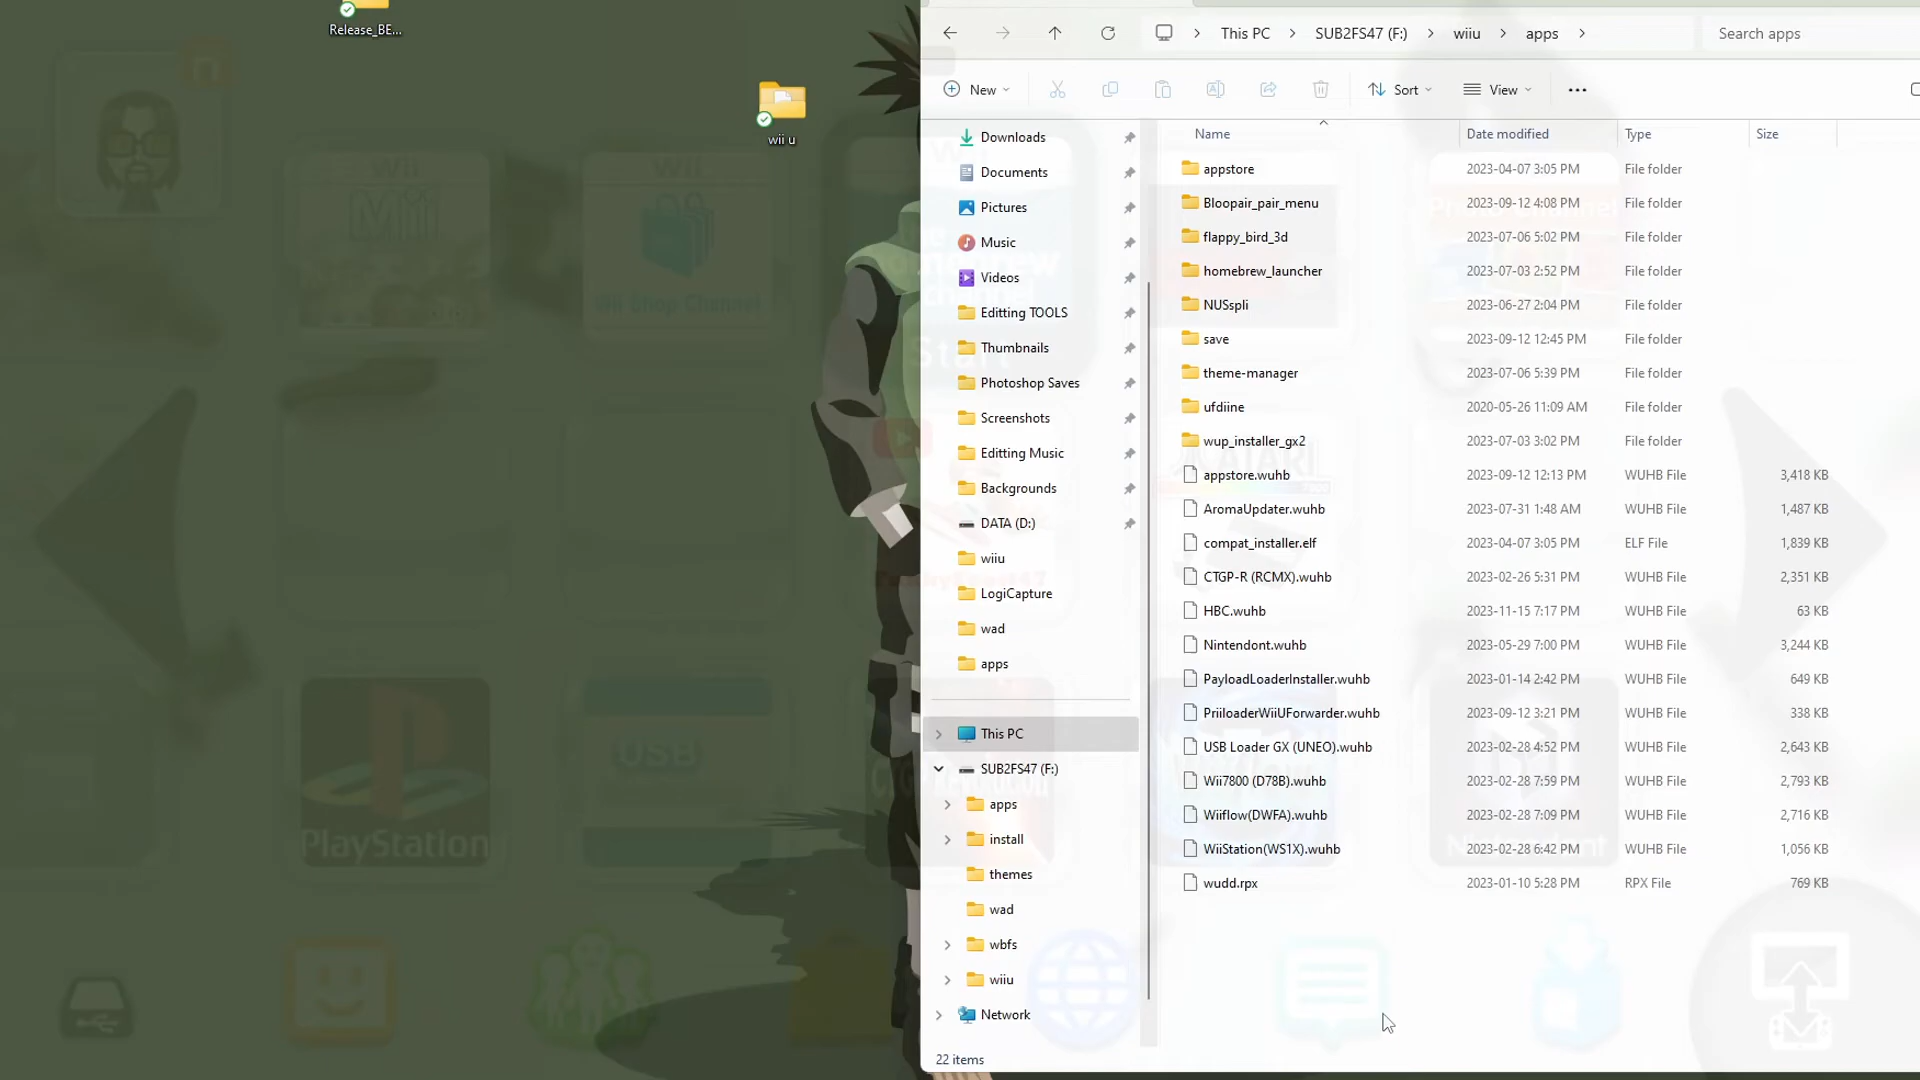 Release_BE...
wii u
This PC
SUB2FS47 (F:)
wiiu
apps
Search apps
New
Sort
View
Name
Date modified
Type
Size
Downloads
Documents
Pictures
Music
Videos
Editting TOOLS
Thumbnails
Photoshop Saves
Screenshots
Editting Music
Backgrounds
DATA (D:)
wiiu
LogiCapture
wad
apps
This PC
SUB2FS47 (F:)
apps
install
themes
wad
wbfs
wiiu
Network
appstore 2023-04-07 3:05 PM File folder
Bloopair_pair_menu 2023-09-12 4:08 PM File folder
flappy_bird_3d 2023-07-06 5:02 PM File folder
homebrew_launcher 2023-07-03 2:52 PM File folder
NUSspli 2023-06-27 2:04 PM File folder
save 2023-09-12 12:45 PM File folder
theme-manager 2023-07-06 5:39 PM File folder
ufdiine 2020-05-26 11:09 AM File folder
wup_installer_gx2 2023-07-03 3:02 PM File folder
appstore.wuhb 2023-09-12 12:13 PM WUHB File 3,418 KB
AromaUpdater.wuhb 2023-07-31 1:48 AM WUHB File 1,487 KB
compat_installer.elf 2023-04-07 3:05 PM ELF File 1,839 KB
CTGP-R (RCMX).wuhb 2023-02-26 5:31 PM WUHB File 2,351 KB
HBC.wuhb 2023-11-15 7:17 PM WUHB File 63 KB
Nintendont.wuhb 2023-05-29 7:00 PM WUHB File 3,244 KB
PayloadLoaderInstaller.wuhb 2023-01-14 2:42 PM WUHB File 649 KB
PriiloaderWiiUForwarder.wuhb 2023-09-12 3:21 PM WUHB File 338 KB
USB Loader GX (UNEO).wuhb 2023-02-28 4:52 PM WUHB File 2,643 KB
Wii7800 (D78B).wuhb 2023-02-28 7:59 PM WUHB File 2,793 KB
Wiiflow(DWFA).wuhb 2023-02-28 7:09 PM WUHB File 2,716 KB
WiiStation(WS1X).wuhb 2023-02-28 6:42 PM WUHB File 1,056 KB
wudd.rpx 2023-01-10 5:28 PM RPX File 769 KB
22 items
Wii
Mii
Wii
Wii Shop Channel
PlayStation
USB
ATARI